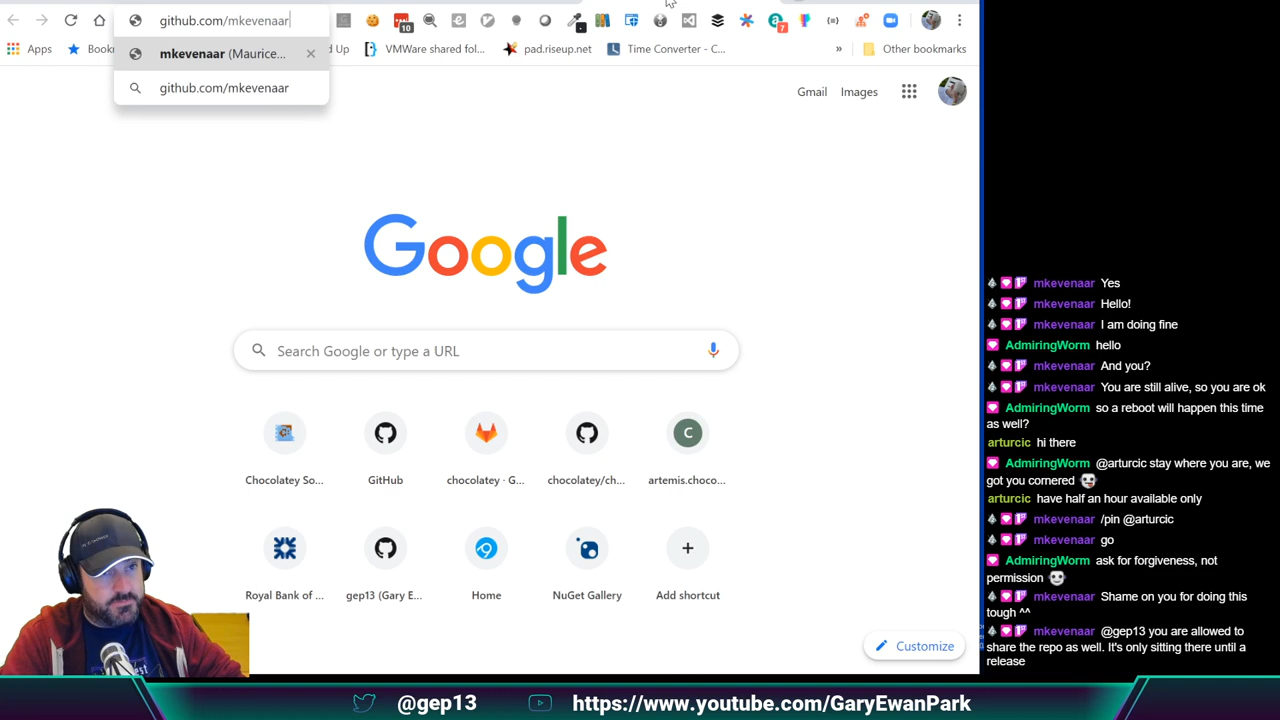 github.com/mkevenaar
mkevenaar (Maurice...
github.com/mkevenaar
10
7
Apps
Book
d Up
VMWare shared fol...
pad.riseup.net
Time Converter - C...
»
Other bookmarks
Gmail
Images
Google
Search Google or type a URL
Chocolatey So...
GitHub
chocolatey · G...
chocolatey/ch...
C
artemis.choco...
Royal Bank of ...
gep13 (Gary E...
Home
NuGet Gallery
Add shortcut
Customize
mkevenaar Yes
mkevenaar Hello!
mkevenaar I am doing fine
AdmiringWorm hello
mkevenaar And you?
mkevenaar You are still alive, so you are ok
AdmiringWorm so a reboot will happen this time
as well?
arturcic hi there
AdmiringWorm @arturcic stay where you are, we
got you cornered
arturcic have half an hour available only
mkevenaar /pin @arturcic
mkevenaar go
AdmiringWorm ask for forgiveness, not
permission
mkevenaar Shame on you for doing this
tough ^^
mkevenaar @gep13 you are allowed to
share the repo as well. It's only sitting there until a
release
@gep13
https://www.youtube.com/GaryEwanPark